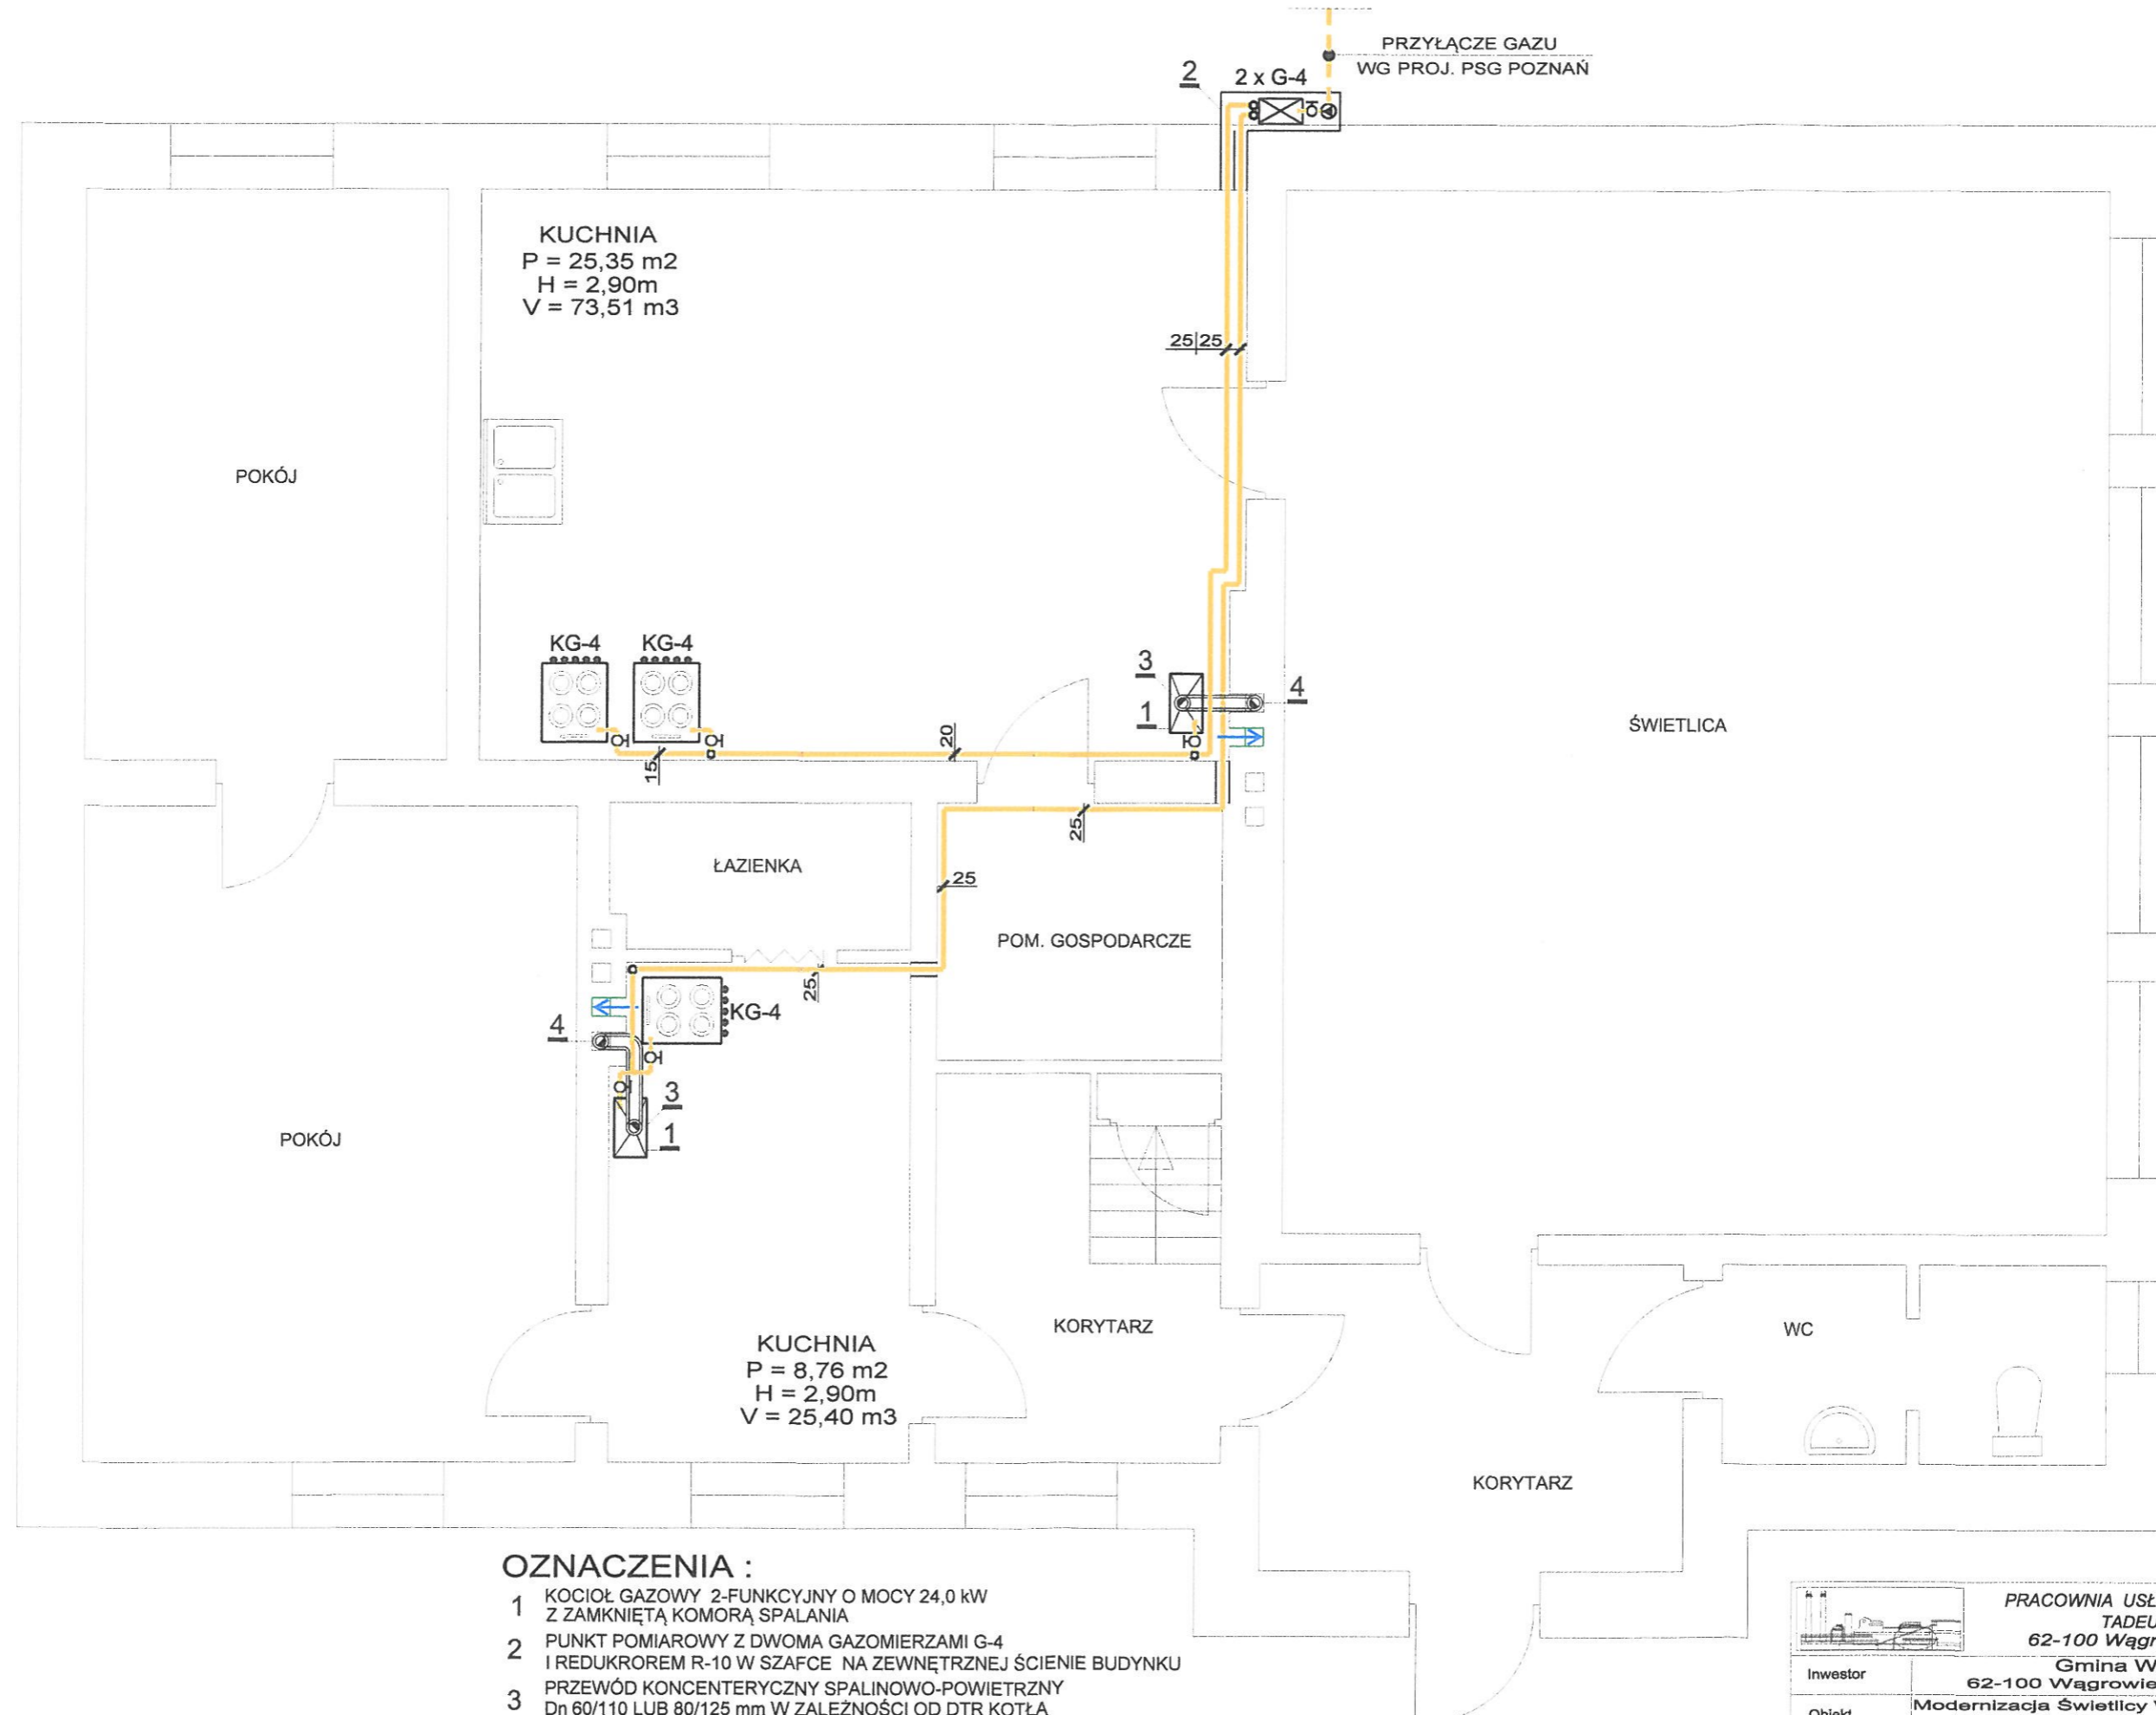 PRZYŁĄCZE GAZU
WG PROJ. PSG POZNAŃ
2
2 x G-4
KUCHNIA
P = 25,35 m2
H = 2,90m
V = 73,51 m3
25|25
POKÓJ
KG-4
KG-4
3
4
1
ŚWIETLICA
20
15
25
ŁAZIENKA
25
POM. GOSPODARCZE
25
KG-4
4
3
1
POKÓJ
KORYTARZ
WC
KUCHNIA
P = 8,76 m2
H = 2,90m
V = 25,40 m3
KORYTARZ
OZNACZENIA :
1 KOCIOŁ GAZOWY 2-FUNKCYJNY O MOCY 24,0 kW
Z ZAMKNIĘTĄ KOMORĄ SPALANIA
2 PUNKT POMIAROWY Z DWOMA GAZOMIERZAMI G-4
I REDUKROREM R-10 W SZAFCE NA ZEWNĘTRZNEJ ŚCIENIE BUDYNKU
3 PRZEWÓD KONCENTERYCZNY SPALINOWO-POWIETRZNY
Dn 60/110 LUB 80/125 mm W ZALEŻNOŚCI OD DTR KOTŁA
PRACOWNIA USŁ
TADEU
62-100 Wągr
Inwestor
Gmina W
62-100 Wągrowie
Obiekt
Modernizacja Świetlicy